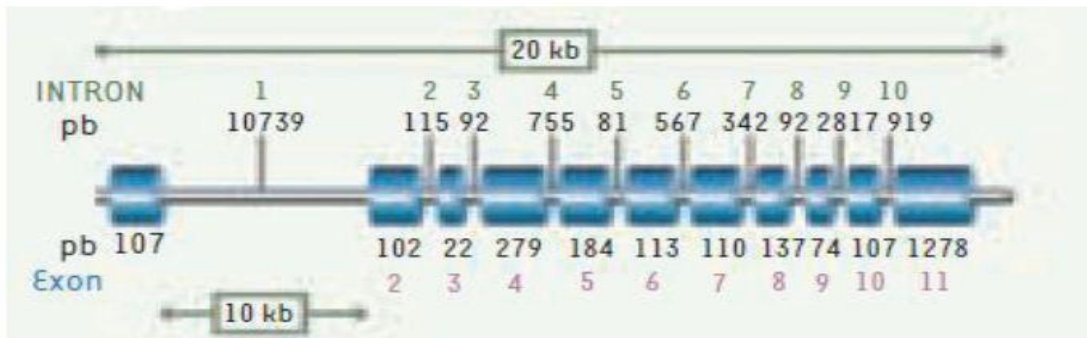 20 kb
INTRON 1 2 3 4 5 6 7 8 9 10
pb 10739 115 92 755 81 567 342 92 2817 919
pb 107 102 22 279 184 113 110 137 74 107 1278
Exon 2 3 4 5 6 7 8 9 10 11
10 kb